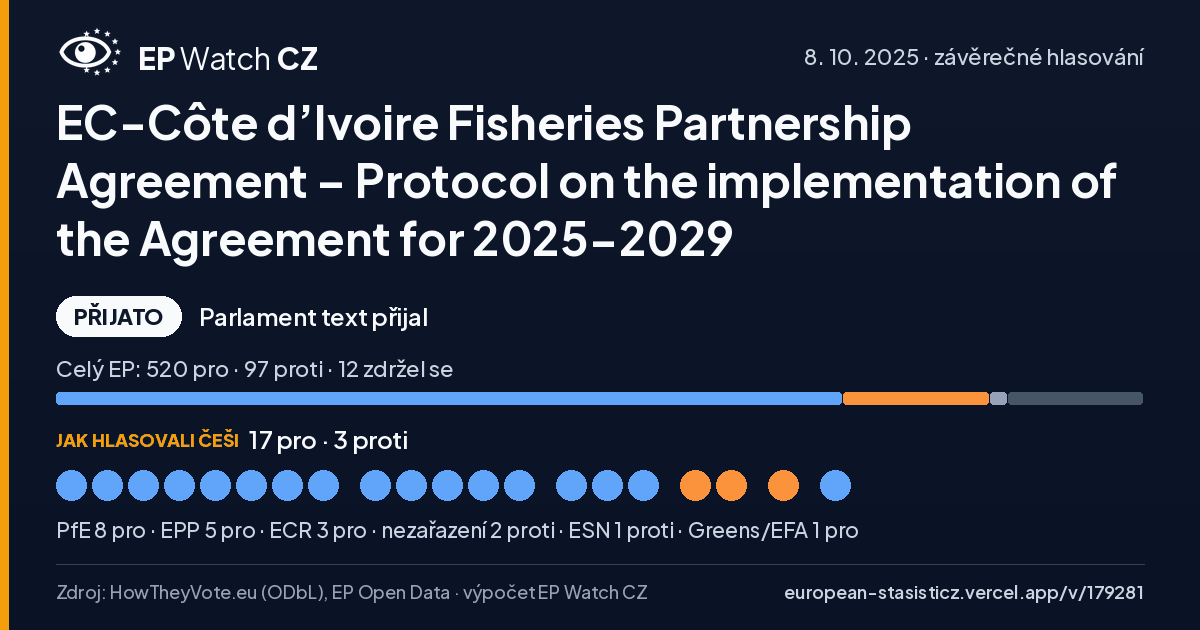 EP Watch CZ
8. 10. 2025 · závěrečné hlasování
EC–Côte d’Ivoire Fisheries Partnership
Agreement – Protocol on the implementation of
the Agreement for 2025–2029
PŘIJATO Parlament text přijal
Celý EP: 520 pro · 97 proti · 12 zdržel se
JAK HLASOVALI ČEŠI 17 pro · 3 proti
PfE 8 pro · EPP 5 pro · ECR 3 pro · nezařazení 2 proti · ESN 1 proti · Greens/EFA 1 pro
Zdroj: HowTheyVote.eu (ODbL), EP Open Data · výpočet EP Watch CZ
european-stasisticz.vercel.app/v/179281